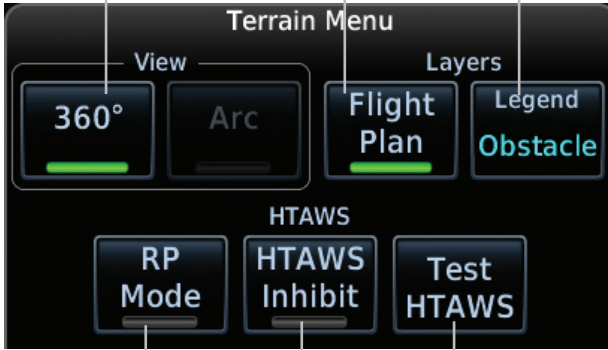 Terrain Menu
View
Layers
360°
Arc
Flight
Plan
Legend
Obstacle
HTAWS
RP
Mode
HTAWS
Inhibit
Test
HTAWS